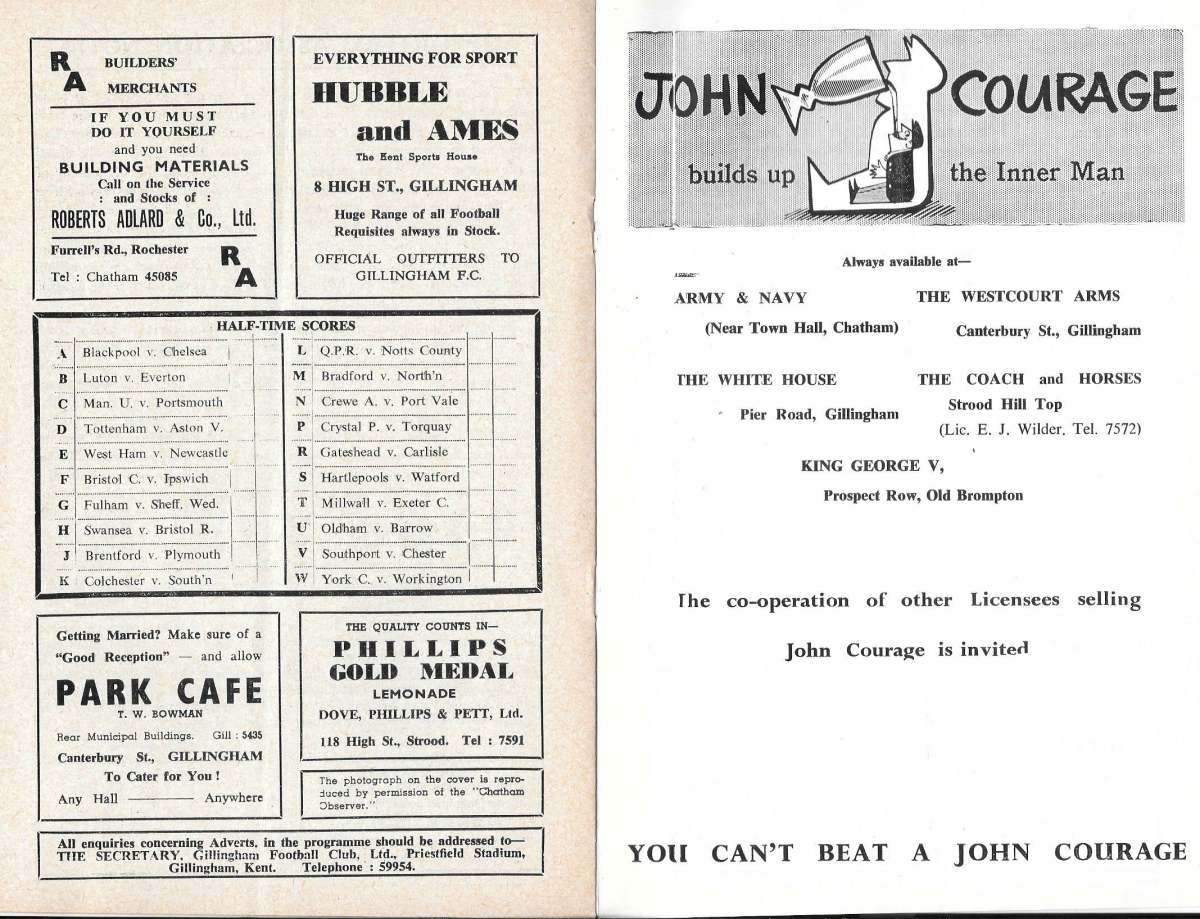 R
A
BUILDERS'
MERCHANTS
IF YOU MUST
DO IT YOURSELF
and you need
BUILDING MATERIALS
Call on the Service
: and Stocks of :
ROBERTS ADLARD & Co., Ltd.
Furrell's Rd., Rochester
Tel : Chatham 45085
R
A
EVERYTHING FOR SPORT
HUBBLE
and AMES
The Kent Sports House
8 HIGH ST., GILLINGHAM
Huge Range of all Football
Requisites always in Stock.
OFFICIAL OUTFITTERS TO
GILLINGHAM F.C.
HALF-TIME SCORES
A Blackpool v. Chelsea
B Luton v. Everton
C Man. U. v. Portsmouth
D Tottenham v. Aston V.
E West Ham v. Newcastle
F Bristol C. v. Ipswich
G Fulham v. Sheff. Wed.
H Swansea v. Bristol R.
J Brentford v. Plymouth
K Colchester v. South'n
L Q.P.R. v. Notts County
M Bradford v. North'n
N Crewe A. v. Port Vale
P Crystal P. v. Torquay
R Gateshead v. Carlisle
S Hartlepools v. Watford
T Millwall v. Exeter C.
U Oldham v. Barrow
V Southport v. Chester
W York C. v. Workington
Getting Married? Make sure of a
"Good Reception" — and allow
PARK CAFE
T. W. BOWMAN
Rear Municipal Buildings. Gill : 5435
Canterbury St., GILLINGHAM
To Cater for You !
Any Hall ——— Anywhere
THE QUALITY COUNTS IN—
PHILLIPS
GOLD MEDAL
LEMONADE
DOVE, PHILLIPS & PETT, Ltd.
118 High St., Strood. Tel : 7591
The photograph on the cover is repro-
duced by permission of the "Chatham
Observer."
All enquiries concerning Adverts, in the programme should be addressed to—
THE SECRETARY, Gillingham Football Club, Ltd., Priestfield Stadium,
Gillingham, Kent. Telephone : 59954.
JOHN COURAGE
builds up the Inner Man
Always available at—
ARMY & NAVY
(Near Town Hall, Chatham)
THE WESTCOURT ARMS
Canterbury St., Gillingham
THE WHITE HOUSE
Pier Road, Gillingham
THE COACH and HORSES
Strood Hill Top
(Lic. E. J. Wilder, Tel. 7572)
KING GEORGE V,
Prospect Row, Old Brompton
The co-operation of other Licensees selling
John Courage is invited
YOU CAN'T BEAT A JOHN COURAGE